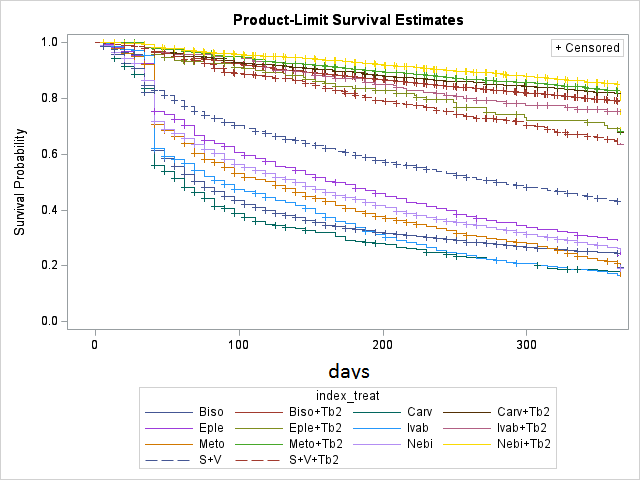 Product-Limit Survival Estimates
+ Censored
1.0
0.8
0.6
0.4
0.2
0.0
Survival Probability
0 100 200 300
days
index_treat
Biso Biso+Tb2 Carv Carv+Tb2
Eple Eple+Tb2 Ivab Ivab+Tb2
Meto Meto+Tb2 Nebi Nebi+Tb2
S+V S+V+Tb2